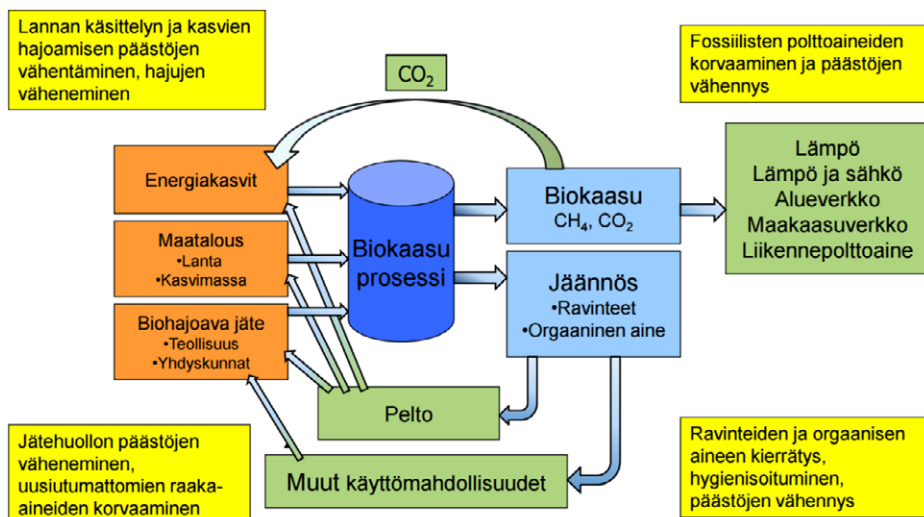 Lannan käsittelyn ja kasvien
hajoamisen päästöjen
vähentäminen, hajujen
väheneminen
CO2
Fossiilisten polttoaineiden
korvaaminen ja päästöjen
vähennys
Energiakasvit
Maatalous
•Lanta
•Kasvimassa
Biohajoava jäte
•Teollisuus
•Yhdyskunnat
Biokaasu
prosessi
Biokaasu
CH4, CO2
Jäännös
•Ravinteet
•Orgaaninen aine
Lämpö
Lämpö ja sähkö
Alueverkko
Maakaasuverkko
Liikennepolttoaine
Pelto
Muut käyttömahdollisuudet
Jätehuollon päästöjen
väheneminen,
uusiutumattomien raaka-
aineiden korvaaminen
Ravinteiden ja orgaanisen
aineen kierrätys,
hygienisoituminen,
päästöjen vähennys